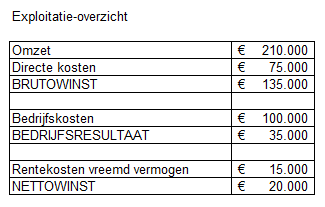 Exploitatie-overzicht
Omzet € 210.000
Directe kosten € 75.000
BRUTOWINST € 135.000
Bedrijfskosten € 100.000
BEDRIJFSRESULTAAT € 35.000
Rentekosten vreemd vermogen € 15.000
NETTOWINST € 20.000